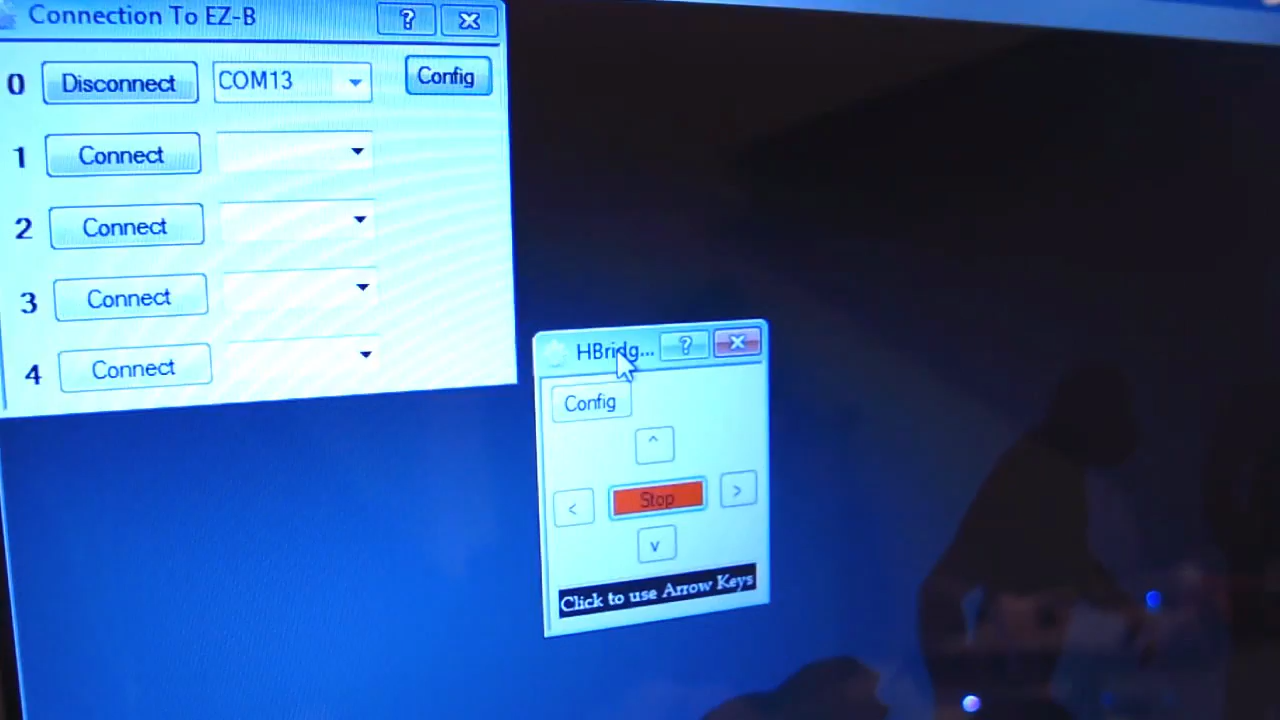 Connection To EZ-B ? X
0 Disconnect COM13 Config
1 Connect
2 Connect
3 Connect
4 Connect
HBridg... ? X
Config
^
< Stop >
v
Click to use Arrow Keys